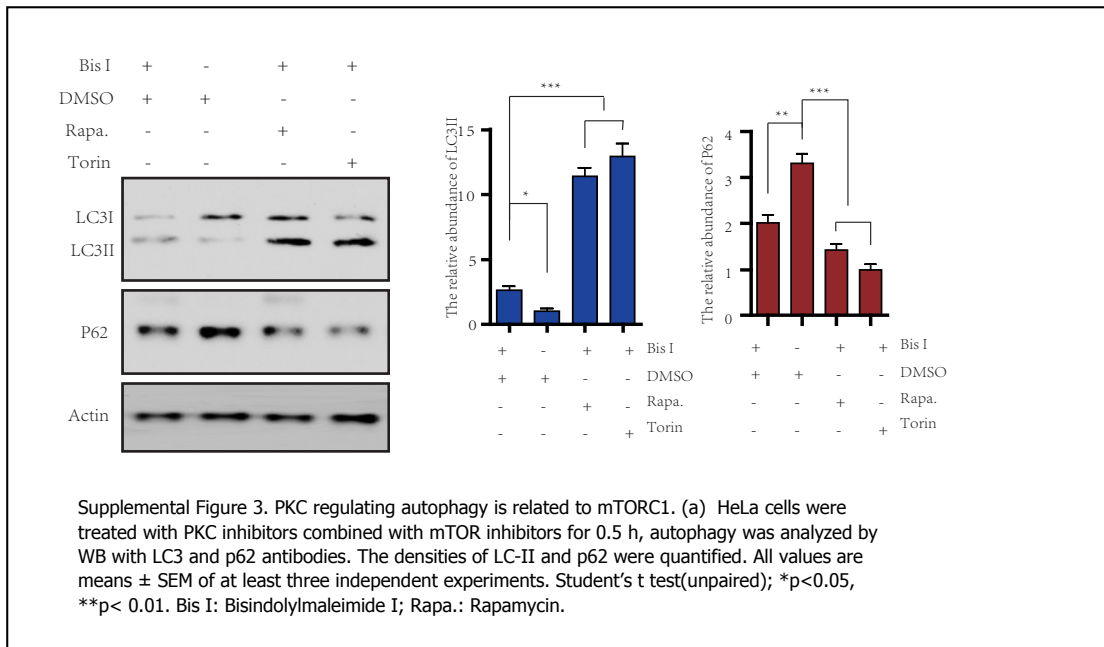 Bis I + - + +
DMSO + + - -
Rapa. - - + -
Torin - - - +
LC3I
LC3II
P62
Actin
The relative abundance of LC3II
15
10
5
0
***
*
+ - + + Bis I
+ + - - DMSO
- - + - Rapa.
- - - + Torin
The relative abundance of P62
4
3
2
1
0
**
***
+ - + + Bis I
+ + - - DMSO
- - + - Rapa.
- - - + Torin
Supplemental Figure 3. PKC regulating autophagy is related to mTORC1. (a) HeLa cells were
treated with PKC inhibitors combined with mTOR inhibitors for 0.5 h, autophagy was analyzed by
WB with LC3 and p62 antibodies. The densities of LC-II and p62 were quantified. All values are
means ± SEM of at least three independent experiments. Student's t test(unpaired); *p<0.05,
**p< 0.01. Bis I: Bisindolylmaleimide I; Rapa.: Rapamycin.